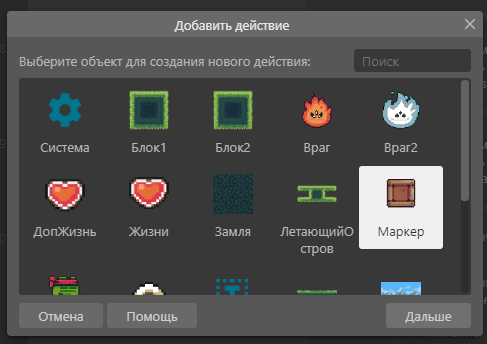 Добавить действие
Выберите объект для создания нового действия:
Поиск
Система
Блок1
Блок2
Враг
Враг2
ДопЖизнь
Жизни
Замля
ЛетающийО
стров
Маркер
Отмена
Помощь
Дальше